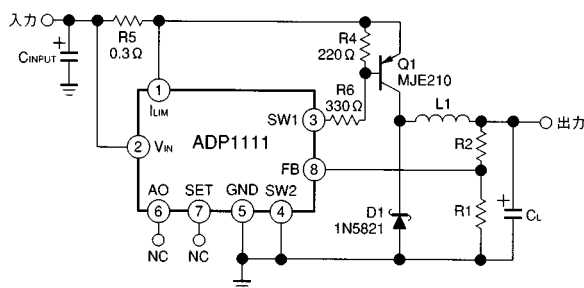 入力
R5
0.3Ω
CINPUT
+
R4
220Ω
Q1
MJE210
R6
330Ω
1
ILIM
SW1
3
L1
出力
2
VIN
ADP1111
R2
FB
8
AO
SET
GND
SW2
6
7
5
4
D1
1N5821
R1
+
CL
NC
NC